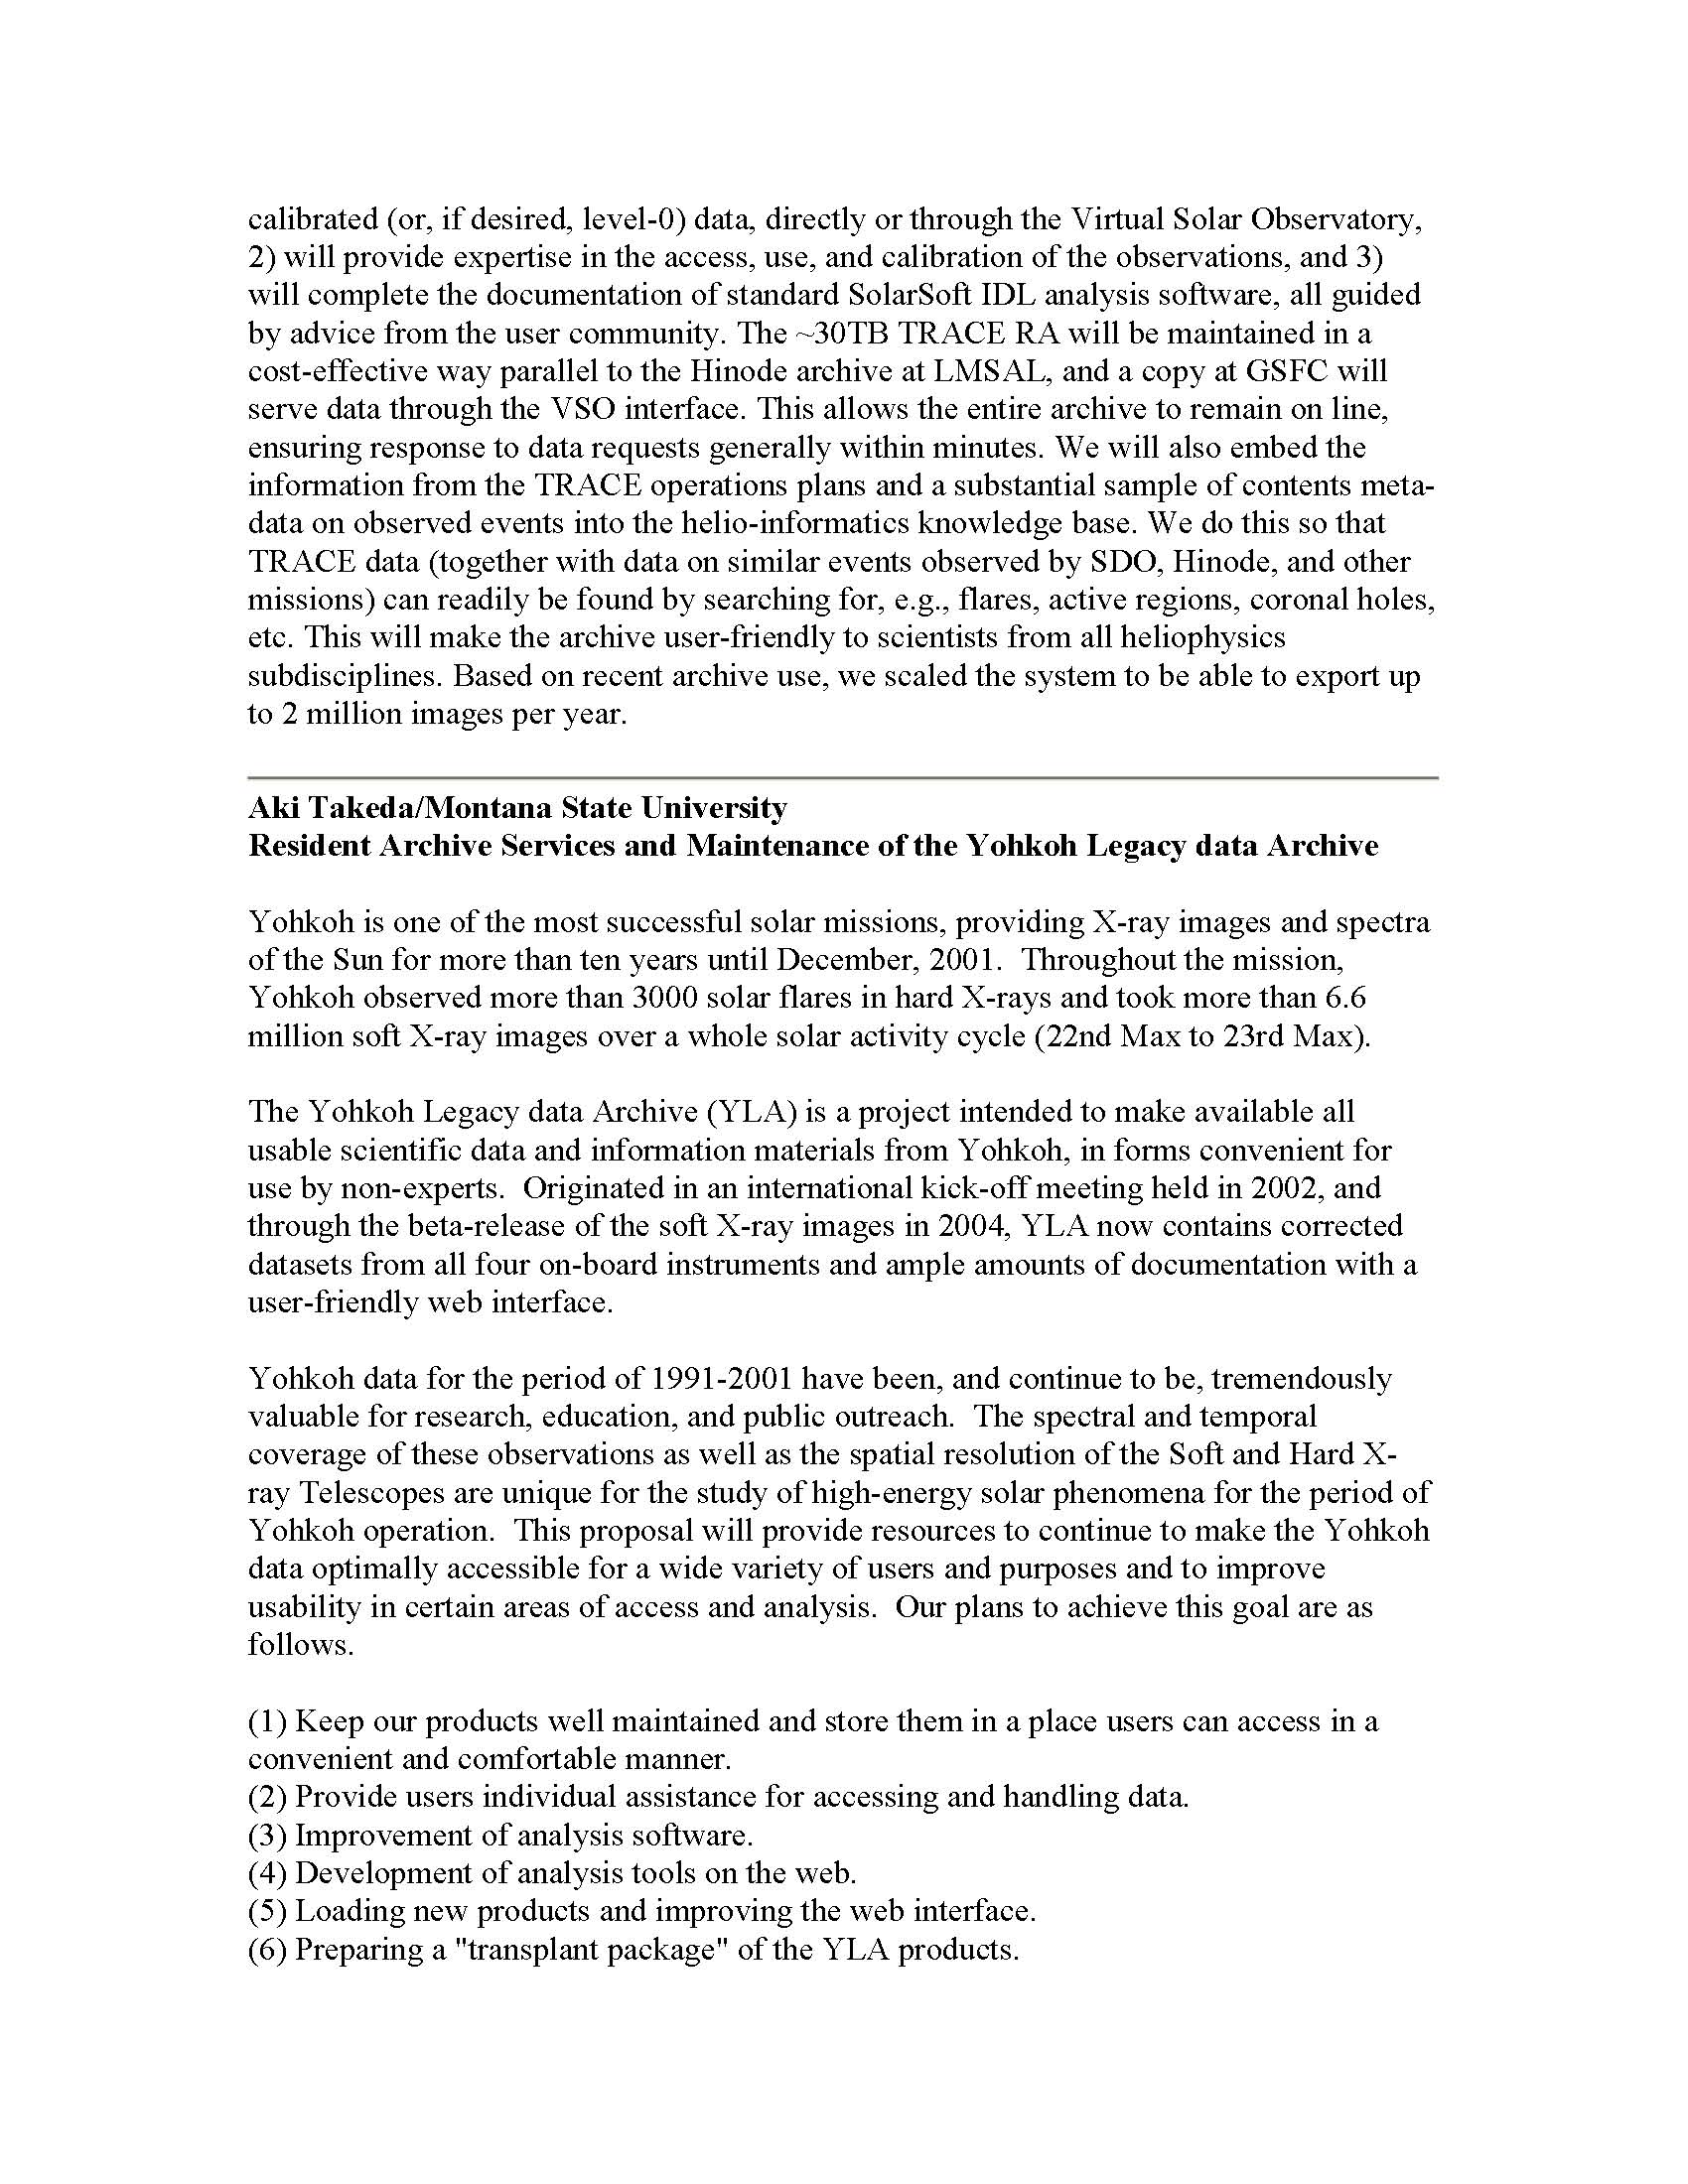 calibrated (or, if desired, level-0) data, directly or through the Virtual Solar Observatory,
2) will provide expertise in the access, use, and calibration of the observations, and 3)
will complete the documentation of standard SolarSoft IDL analysis software, all guided
by advice from the user community. The ~30TB TRACE RA will be maintained in a
cost-effective way parallel to the Hinode archive at LMSAL, and a copy at GSFC will
serve data through the VSO interface. This allows the entire archive to remain on line,
ensuring response to data requests generally within minutes. We will also embed the
information from the TRACE operations plans and a substantial sample of contents meta-
data on observed events into the helio-informatics knowledge base. We do this so that
TRACE data (together with data on similar events observed by SDO, Hinode, and other
missions) can readily be found by searching for, e.g., flares, active regions, coronal holes,
etc. This will make the archive user-friendly to scientists from all heliophysics
subdisciplines. Based on recent archive use, we scaled the system to be able to export up
to 2 million images per year.
Aki Takeda/Montana State University
Resident Archive Services and Maintenance of the Yohkoh Legacy data Archive
Yohkoh is one of the most successful solar missions, providing X-ray images and spectra
of the Sun for more than ten years until December, 2001.  Throughout the mission,
Yohkoh observed more than 3000 solar flares in hard X-rays and took more than 6.6
million soft X-ray images over a whole solar activity cycle (22nd Max to 23rd Max).
The Yohkoh Legacy data Archive (YLA) is a project intended to make available all
usable scientific data and information materials from Yohkoh, in forms convenient for
use by non-experts.  Originated in an international kick-off meeting held in 2002, and
through the beta-release of the soft X-ray images in 2004, YLA now contains corrected
datasets from all four on-board instruments and ample amounts of documentation with a
user-friendly web interface.
Yohkoh data for the period of 1991-2001 have been, and continue to be, tremendously
valuable for research, education, and public outreach.  The spectral and temporal
coverage of these observations as well as the spatial resolution of the Soft and Hard X-
ray Telescopes are unique for the study of high-energy solar phenomena for the period of
Yohkoh operation.  This proposal will provide resources to continue to make the Yohkoh
data optimally accessible for a wide variety of users and purposes and to improve
usability in certain areas of access and analysis.  Our plans to achieve this goal are as
follows.
(1) Keep our products well maintained and store them in a place users can access in a
convenient and comfortable manner.
(2) Provide users individual assistance for accessing and handling data.
(3) Improvement of analysis software.
(4) Development of analysis tools on the web.
(5) Loading new products and improving the web interface.
(6) Preparing a "transplant package" of the YLA products.